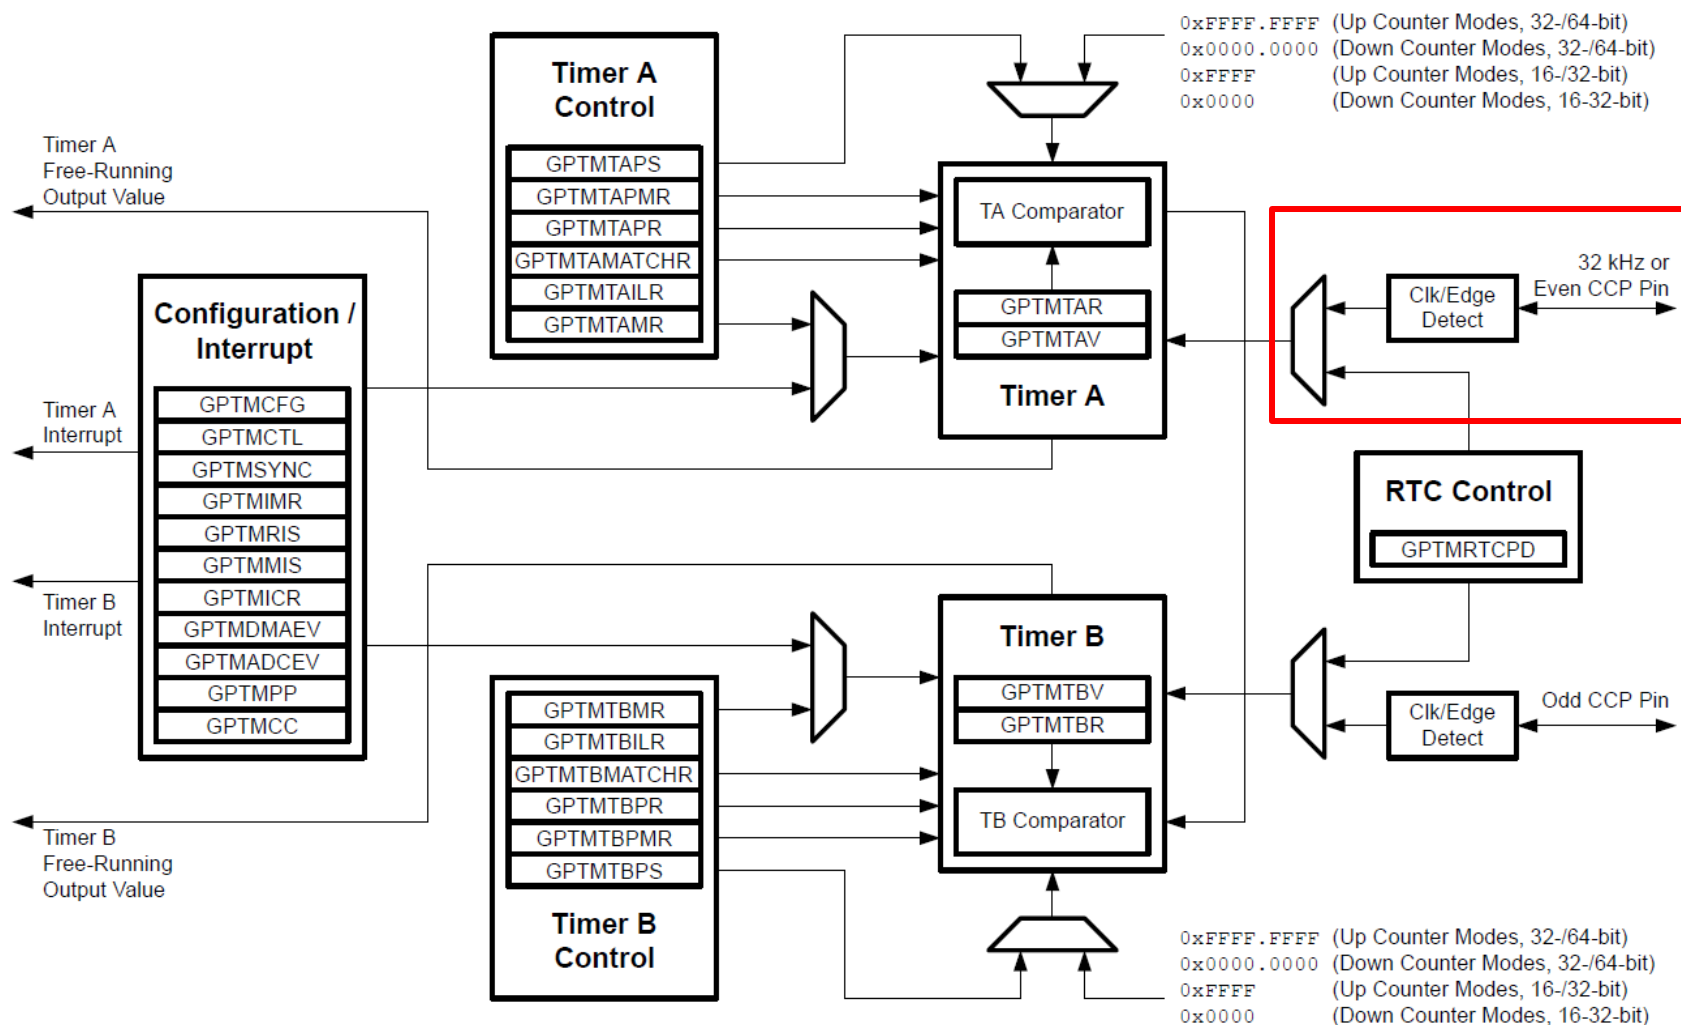 0xFFFF.FFFF (Up Counter Modes, 32-/64-bit)
0x0000.0000 (Down Counter Modes, 32-/64-bit)
0xFFFF (Up Counter Modes, 16-/32-bit)
0x0000 (Down Counter Modes, 16-32-bit)
Timer A
Control
GPTMTAPS
GPTMTAPMR
GPTMTAPR
GPTMTAMATCHR
GPTMTAILR
GPTMTAMR
Timer A
Free-Running
Output Value
TA Comparator
GPTMTAR
GPTMTAV
Timer A
32 kHz or
Even CCP Pin
Clk/Edge
Detect
Configuration /
Interrupt
GPTMCFG
GPTMCTL
GPTMSYNC
GPTMIMR
GPTMRIS
GPTMMIS
GPTMICR
GPTMDMAEV
GPTMADCEV
GPTMPP
GPTMCC
Timer A
Interrupt
Timer B
Interrupt
RTC Control
GPTMRTCPD
Timer B
GPTMTBV
GPTMTBR
TB Comparator
Odd CCP Pin
Clk/Edge
Detect
GPTMTBMR
GPTMTBILR
GPTMTBMATCHR
GPTMTBPR
GPTMTBPMR
GPTMTBPS
Timer B
Control
Timer B
Free-Running
Output Value
0xFFFF.FFFF (Up Counter Modes, 32-/64-bit)
0x0000.0000 (Down Counter Modes, 32-/64-bit)
0xFFFF (Up Counter Modes, 16-/32-bit)
0x0000 (Down Counter Modes, 16-32-bit)